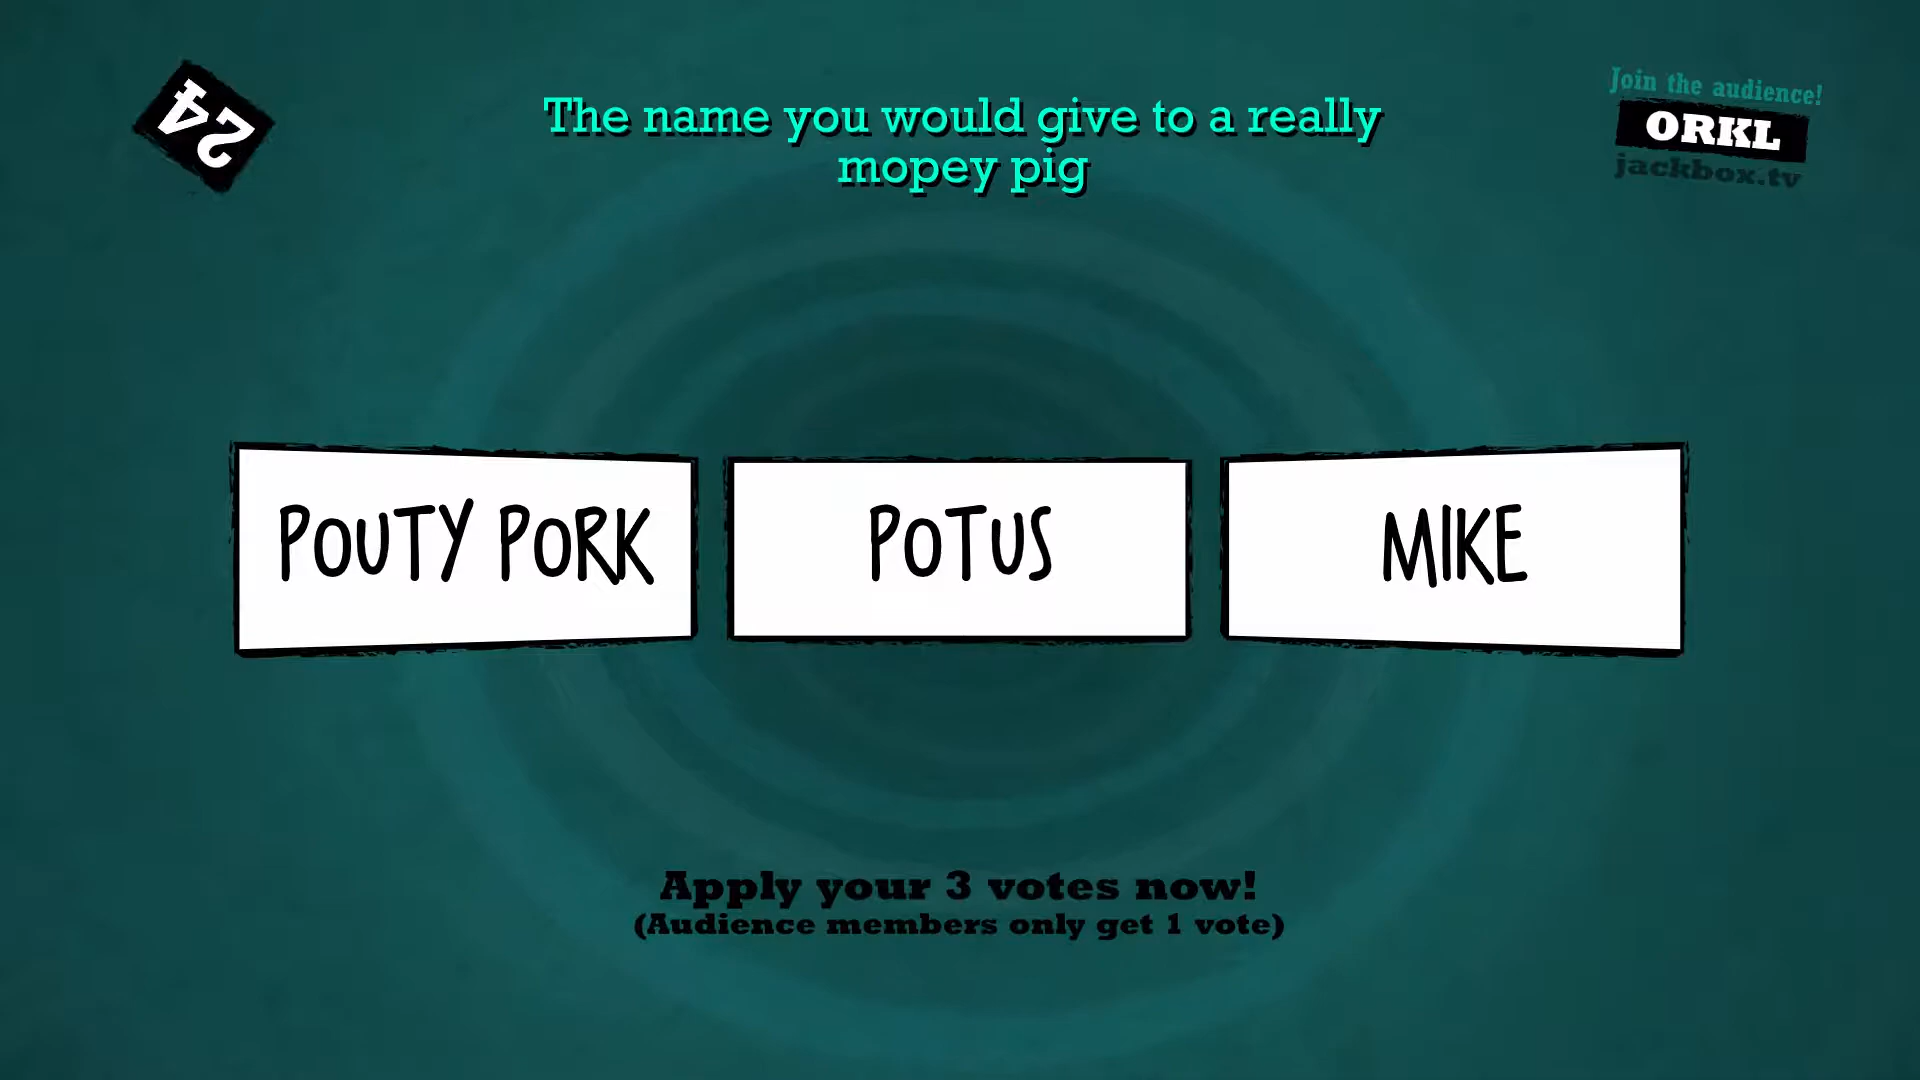 24
The name you would give to a really
mopey pig
Join the audience!
ORKL
jackbox.tv
POUTY PORK
POTUS
MIKE
Apply your 3 votes now!
(Audience members only get 1 vote)